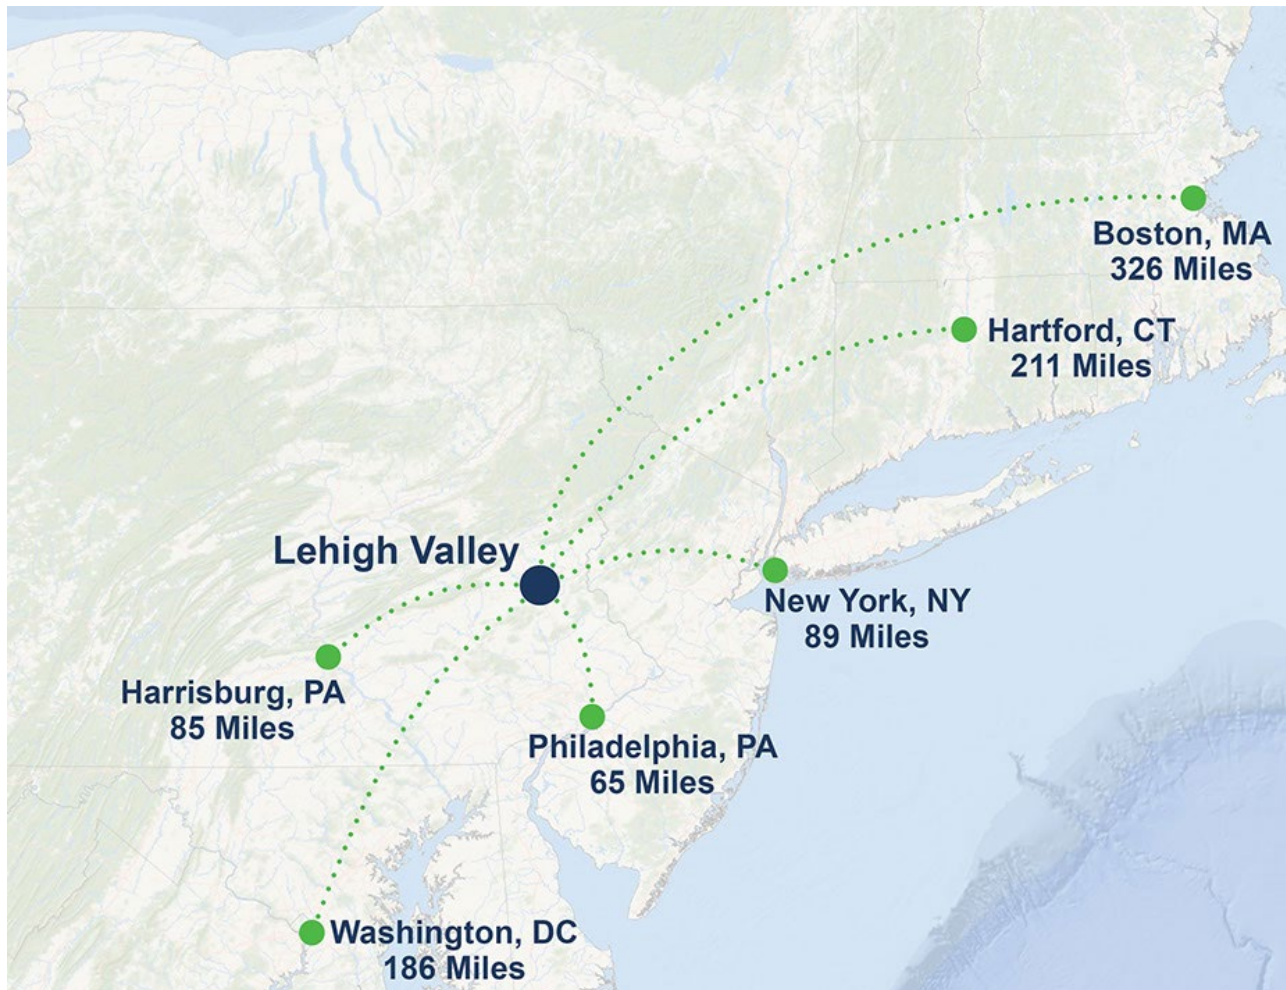 Boston, MA
326 Miles
Hartford, CT
211 Miles
Lehigh Valley
New York, NY
89 Miles
Harrisburg, PA
85 Miles
Philadelphia, PA
65 Miles
Washington, DC
186 Miles